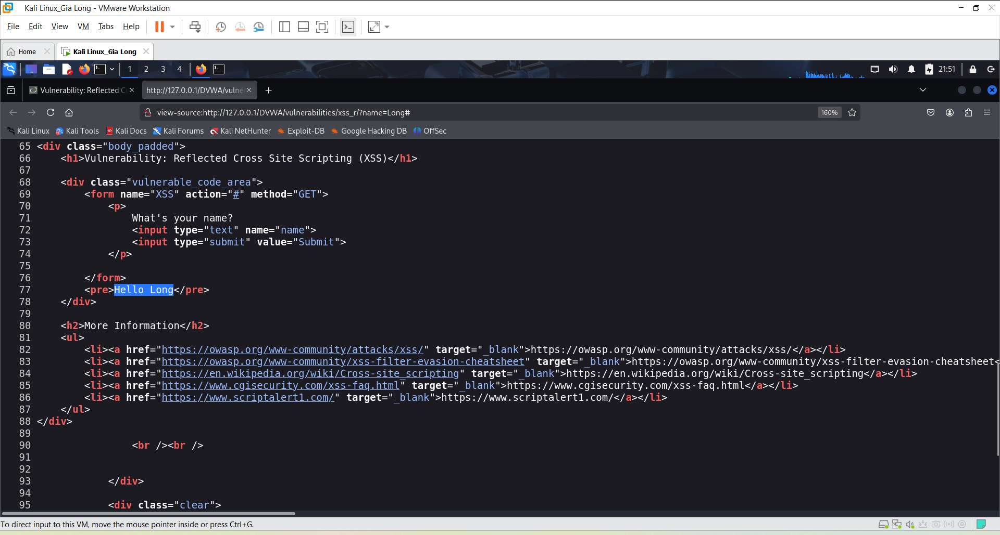 Kali Linux_Gia Long - VMware Workstation
File Edit View VM Tabs Help
Home Kali Linux_Gia Long
1 2 3 4 21:51
Vulnerability: Reflected C http://127.0.0.1/DVWA/vulne
view-source:http://127.0.0.1/DVWA/vulnerabilities/xss_r/?name=Long# 160%
Kali Linux Kali Tools Kali Docs Kali Forums Kali NetHunter Exploit-DB Google Hacking DB OffSec
65 <div class="body_padded">
66 <h1>Vulnerability: Reflected Cross Site Scripting (XSS)</h1>
67
68 <div class="vulnerable_code_area">
69 <form name="XSS" action="#" method="GET">
70 <p>
71 What's your name?
72 <input type="text" name="name">
73 <input type="submit" value="Submit">
74 </p>
75
76 </form>
77 <pre>Hello Long</pre>
78 </div>
79
80 <h2>More Information</h2>
81 <ul>
82 <li><a href="https://owasp.org/www-community/attacks/xss/" target="_blank">https://owasp.org/www-community/attacks/xss/</a></li>
83 <li><a href="https://owasp.org/www-community/xss-filter-evasion-cheatsheet" target="_blank">https://owasp.org/www-community/xss-filter-evasion-cheatsheet<
84 <li><a href="https://en.wikipedia.org/wiki/Cross-site_scripting" target="_blank">https://en.wikipedia.org/wiki/Cross-site_scripting</a></li>
85 <li><a href="https://www.cgisecurity.com/xss-faq.html" target="_blank">https://www.cgisecurity.com/xss-faq.html</a></li>
86 <li><a href="https://www.scriptalert1.com/" target="_blank">https://www.scriptalert1.com/</a></li>
87 </ul>
88 </div>
89
90 <br /><br />
91
92
93 </div>
94
95 <div class="clear">
To direct input to this VM, move the mouse pointer inside or press Ctrl+G.